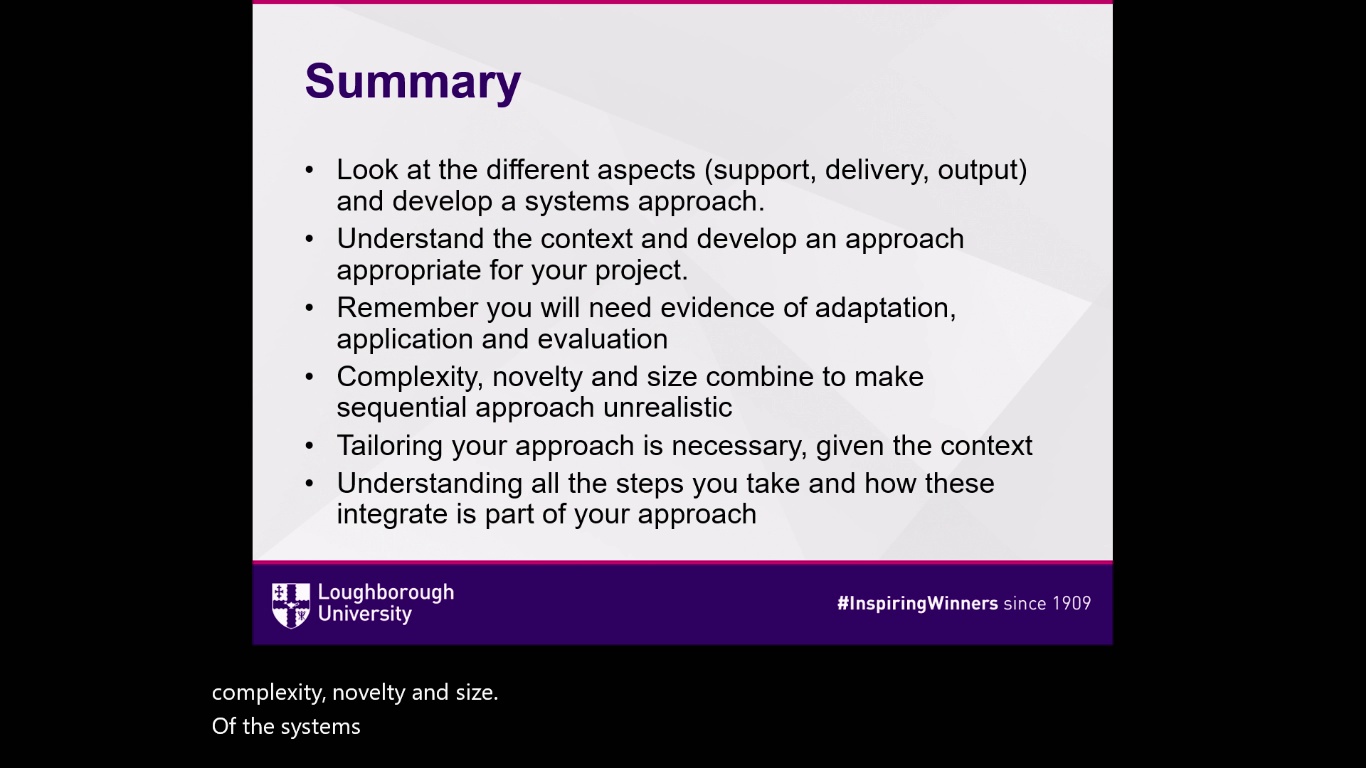 Summary
• Look at the different aspects (support, delivery, output)
and develop a systems approach.
• Understand the context and develop an approach
appropriate for your project.
• Remember you will need evidence of adaptation,
application and evaluation
• Complexity, novelty and size combine to make
sequential approach unrealistic
• Tailoring your approach is necessary, given the context
• Understanding all the steps you take and how these
integrate is part of your approach
Loughborough
University
#InspiringWinners since 1909
complexity, novelty and size.
Of the systems